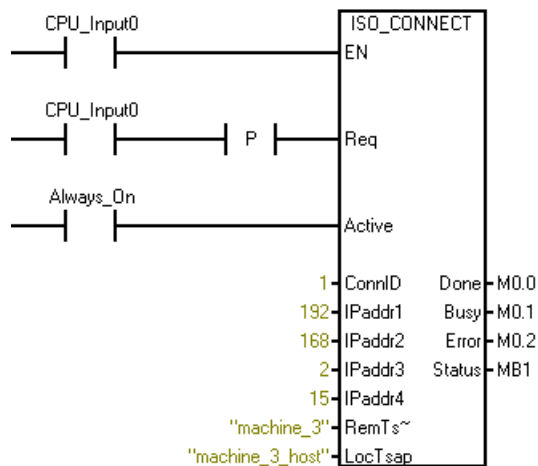 CPU_Input0
ISO_CONNECT
EN
CPU_Input0
P
Req
Always_On
Active
1 ConnID Done M0.0
192 IPaddr1 Busy M0.1
168 IPaddr2 Error M0.2
2 IPaddr3 Status MB1
15 IPaddr4
"machine_3" RemTs~
"machine_3_host" LocTsap